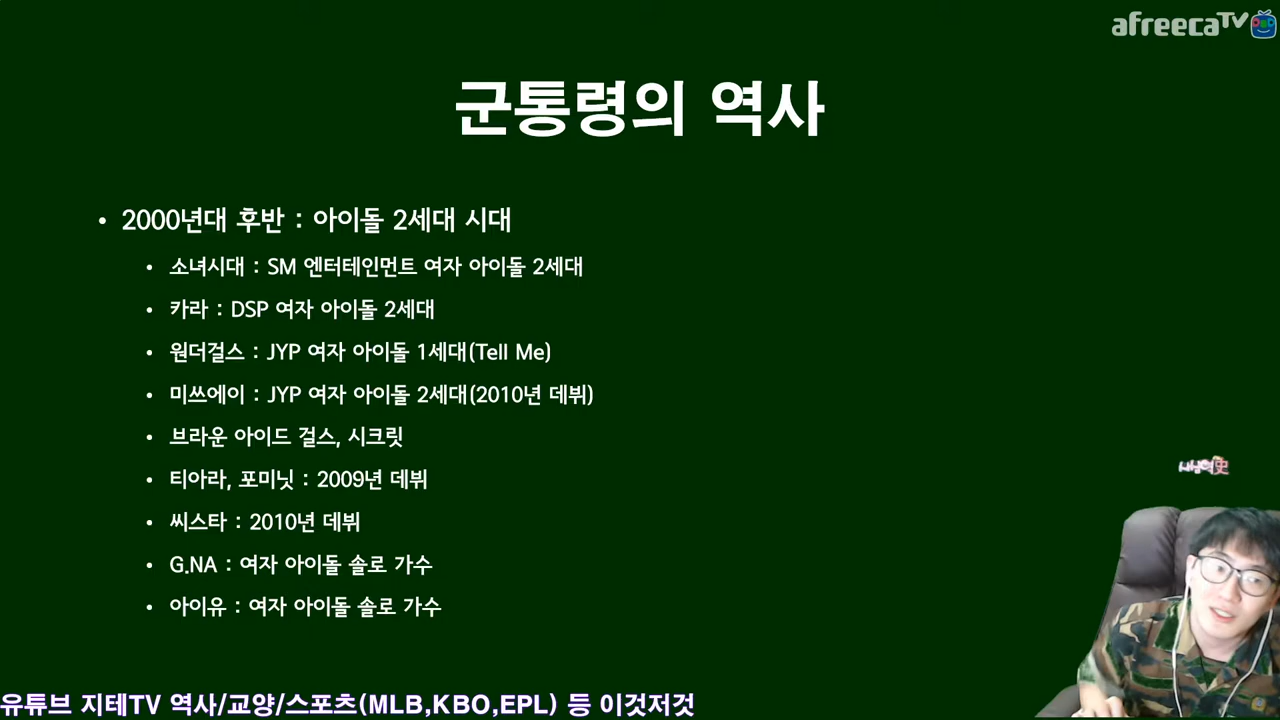 afreecaTV
군통령의 역사
• 2000년대 후반 : 아이돌 2세대 시대
• 소녀시대 : SM 엔터테인먼트 여자 아이돌 2세대
• 카라 : DSP 여자 아이돌 2세대
• 원더걸스 : JYP 여자 아이돌 1세대(Tell Me)
• 미쓰에이 : JYP 여자 아이돌 2세대(2010년 데뷔)
• 브라운 아이드 걸스, 시크릿
• 티아라, 포미닛 : 2009년 데뷔
• 씨스타 : 2010년 데뷔
• G.NA : 여자 아이돌 솔로 가수
• 아이유 : 여자 아이돌 솔로 가수
유튜브 지테TV 역사/교양/스포츠(MLB,KBO,EPL) 등 이것저것